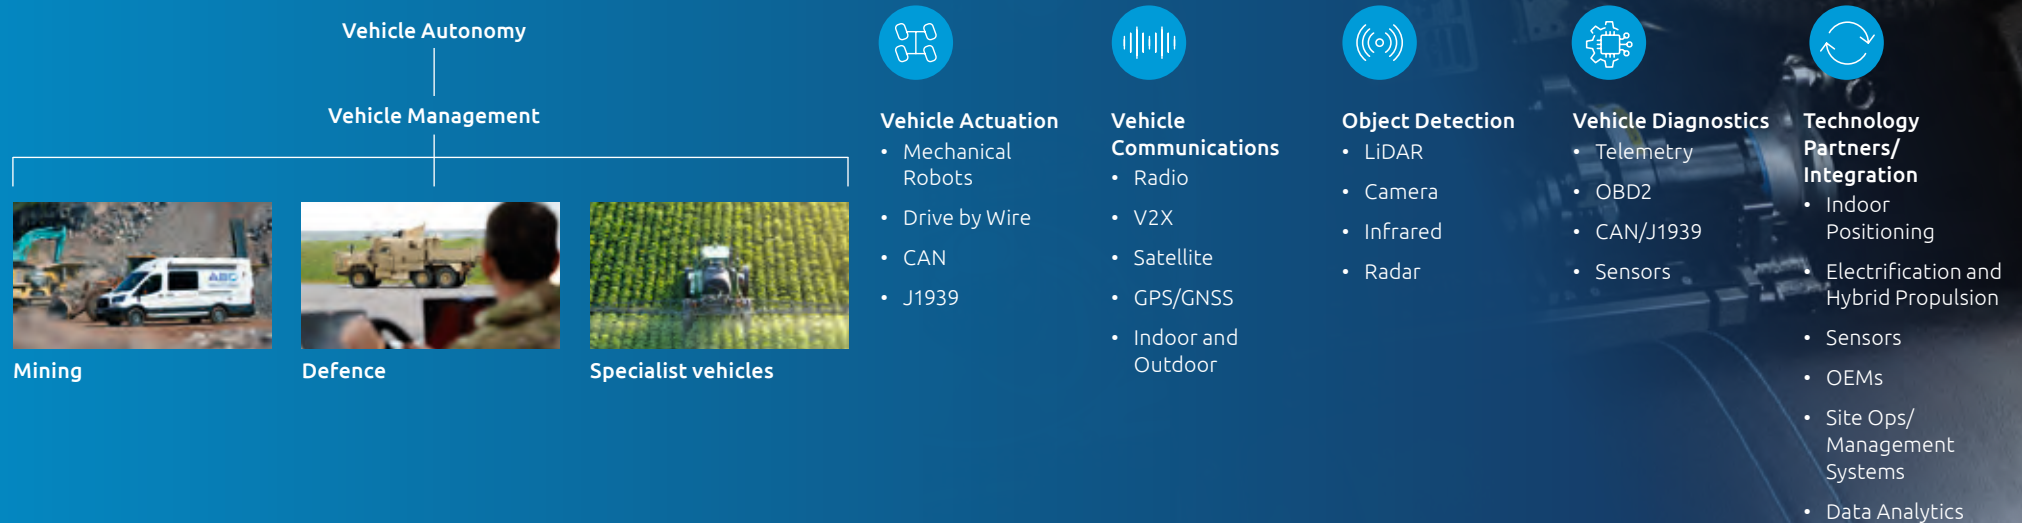 Vehicle Autonomy
Vehicle Management
Mining
Defence
Specialist vehicles
Vehicle Actuation
• Mechanical
Robots
• Drive by Wire
• CAN
• J1939
Vehicle
Communications
• Radio
• V2X
• Satellite
• GPS/GNSS
• Indoor and
Outdoor
Object Detection
• LiDAR
• Camera
• Infrared
• Radar
Vehicle Diagnostics
• Telemetry
• OBD2
• CAN/J1939
• Sensors
Technology
Partners/
Integration
• Indoor
Positioning
• Electrification and
Hybrid Propulsion
• Sensors
• OEMs
• Site Ops/
Management
Systems
• Data Analytics